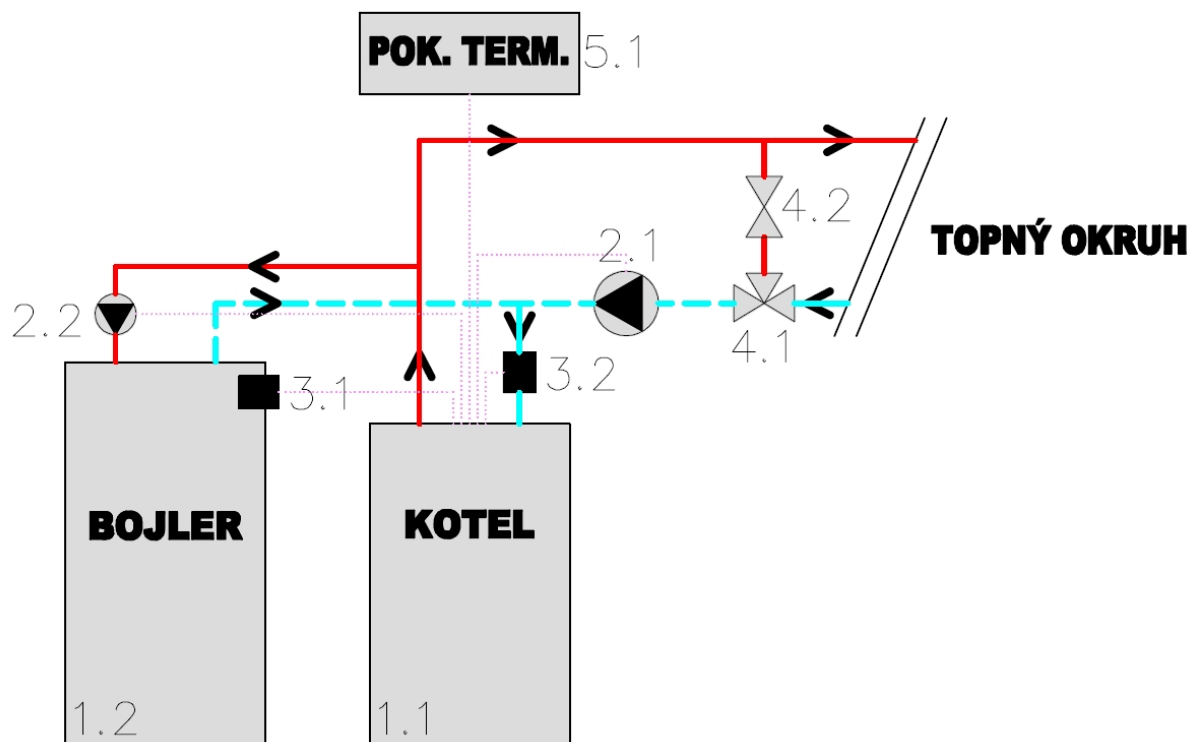 POK. TERM. 5.1
4.2
2.1
TOPNÝ OKRUH
2.2
4.1
3.2
3.1
BOJLER
KOTEL
1.2
1.1